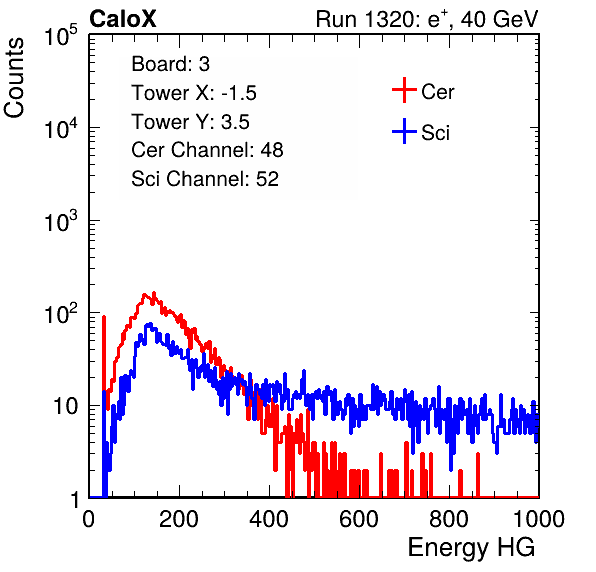 CaloX Run 1320: e⁺, 40 GeV
Counts
10⁵
10⁴
10³
10²
10
1
Board: 3
Tower X: -1.5
Tower Y: 3.5
Cer Channel: 48
Sci Channel: 52
Cer
Sci
0 200 400 600 800 1000
Energy HG